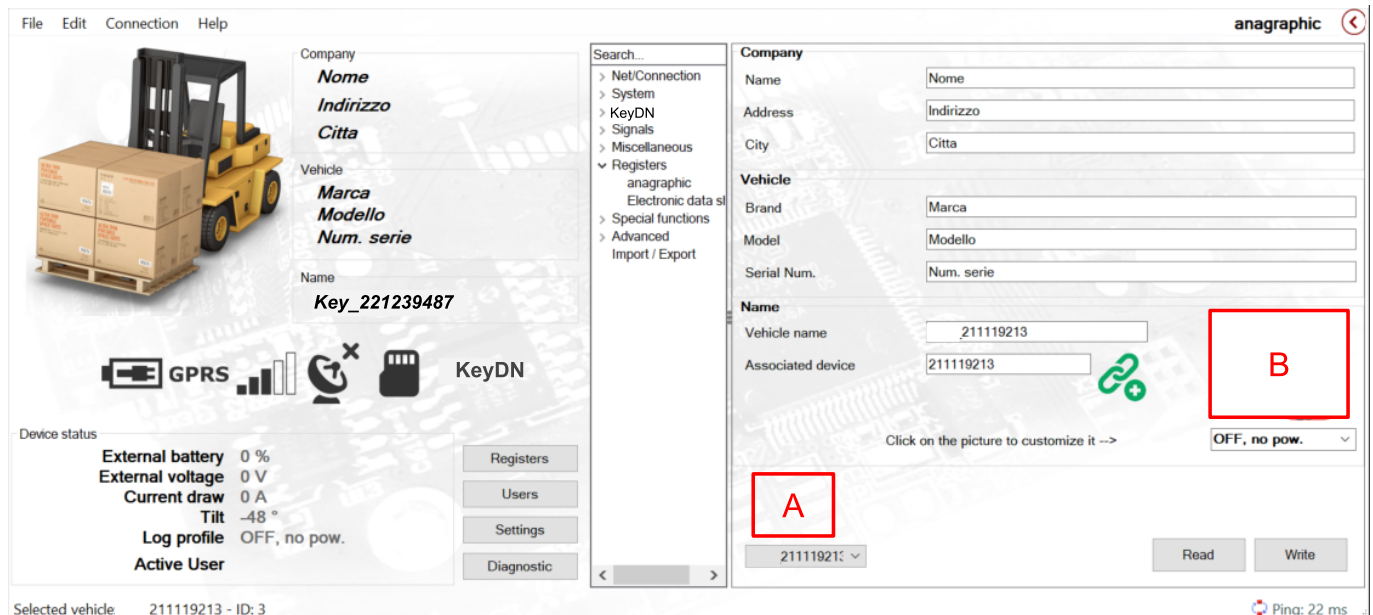 File Edit Connection Help
anagraphic
Company
Nome
Indirizzo
Citta
Vehicle
Marca
Modello
Num. serie
Name
Key_221239487
GPRS
KeyDN
Device status
External battery 0 %
External voltage 0 V
Current draw 0 A
Tilt -48 °
Log profile OFF, no pow.
Active User
Registers
Users
Settings
Diagnostic
Search...
Net/Connection
System
KeyDN
Signals
Miscellaneous
Registers
anagraphic
Electronic data sl
Special functions
Advanced
Import / Export
Company
Name Nome
Address Indirizzo
City Citta
Vehicle
Brand Marca
Model Modello
Serial Num. Num. serie
Name
Vehicle name _211119213
Associated device 211119213
B
Click on the picture to customize it --> OFF, no pow.
A
21111921
Read Write
Selected vehicle: 211119213 - ID: 3
Ping: 22 ms